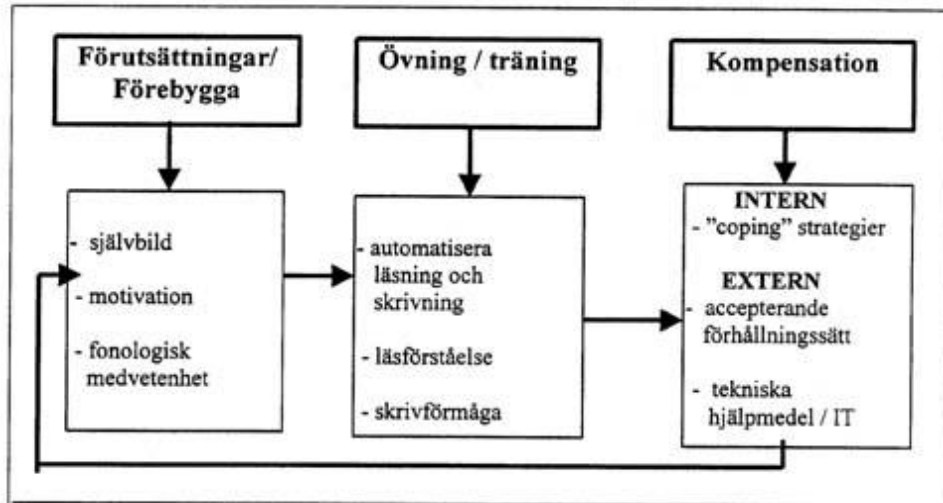 Förutsättningar/
Förebygga
Övning / träning
Kompensation
- självbild
- motivation
- fonologisk
medvetenhet
- automatisera
läsning och
skrivning
- läsförståelse
- skrivförmåga
INTERN
- ”coping” strategier
EXTERN
- accepterande
förhållningssätt
- tekniska
hjälpmedel / IT